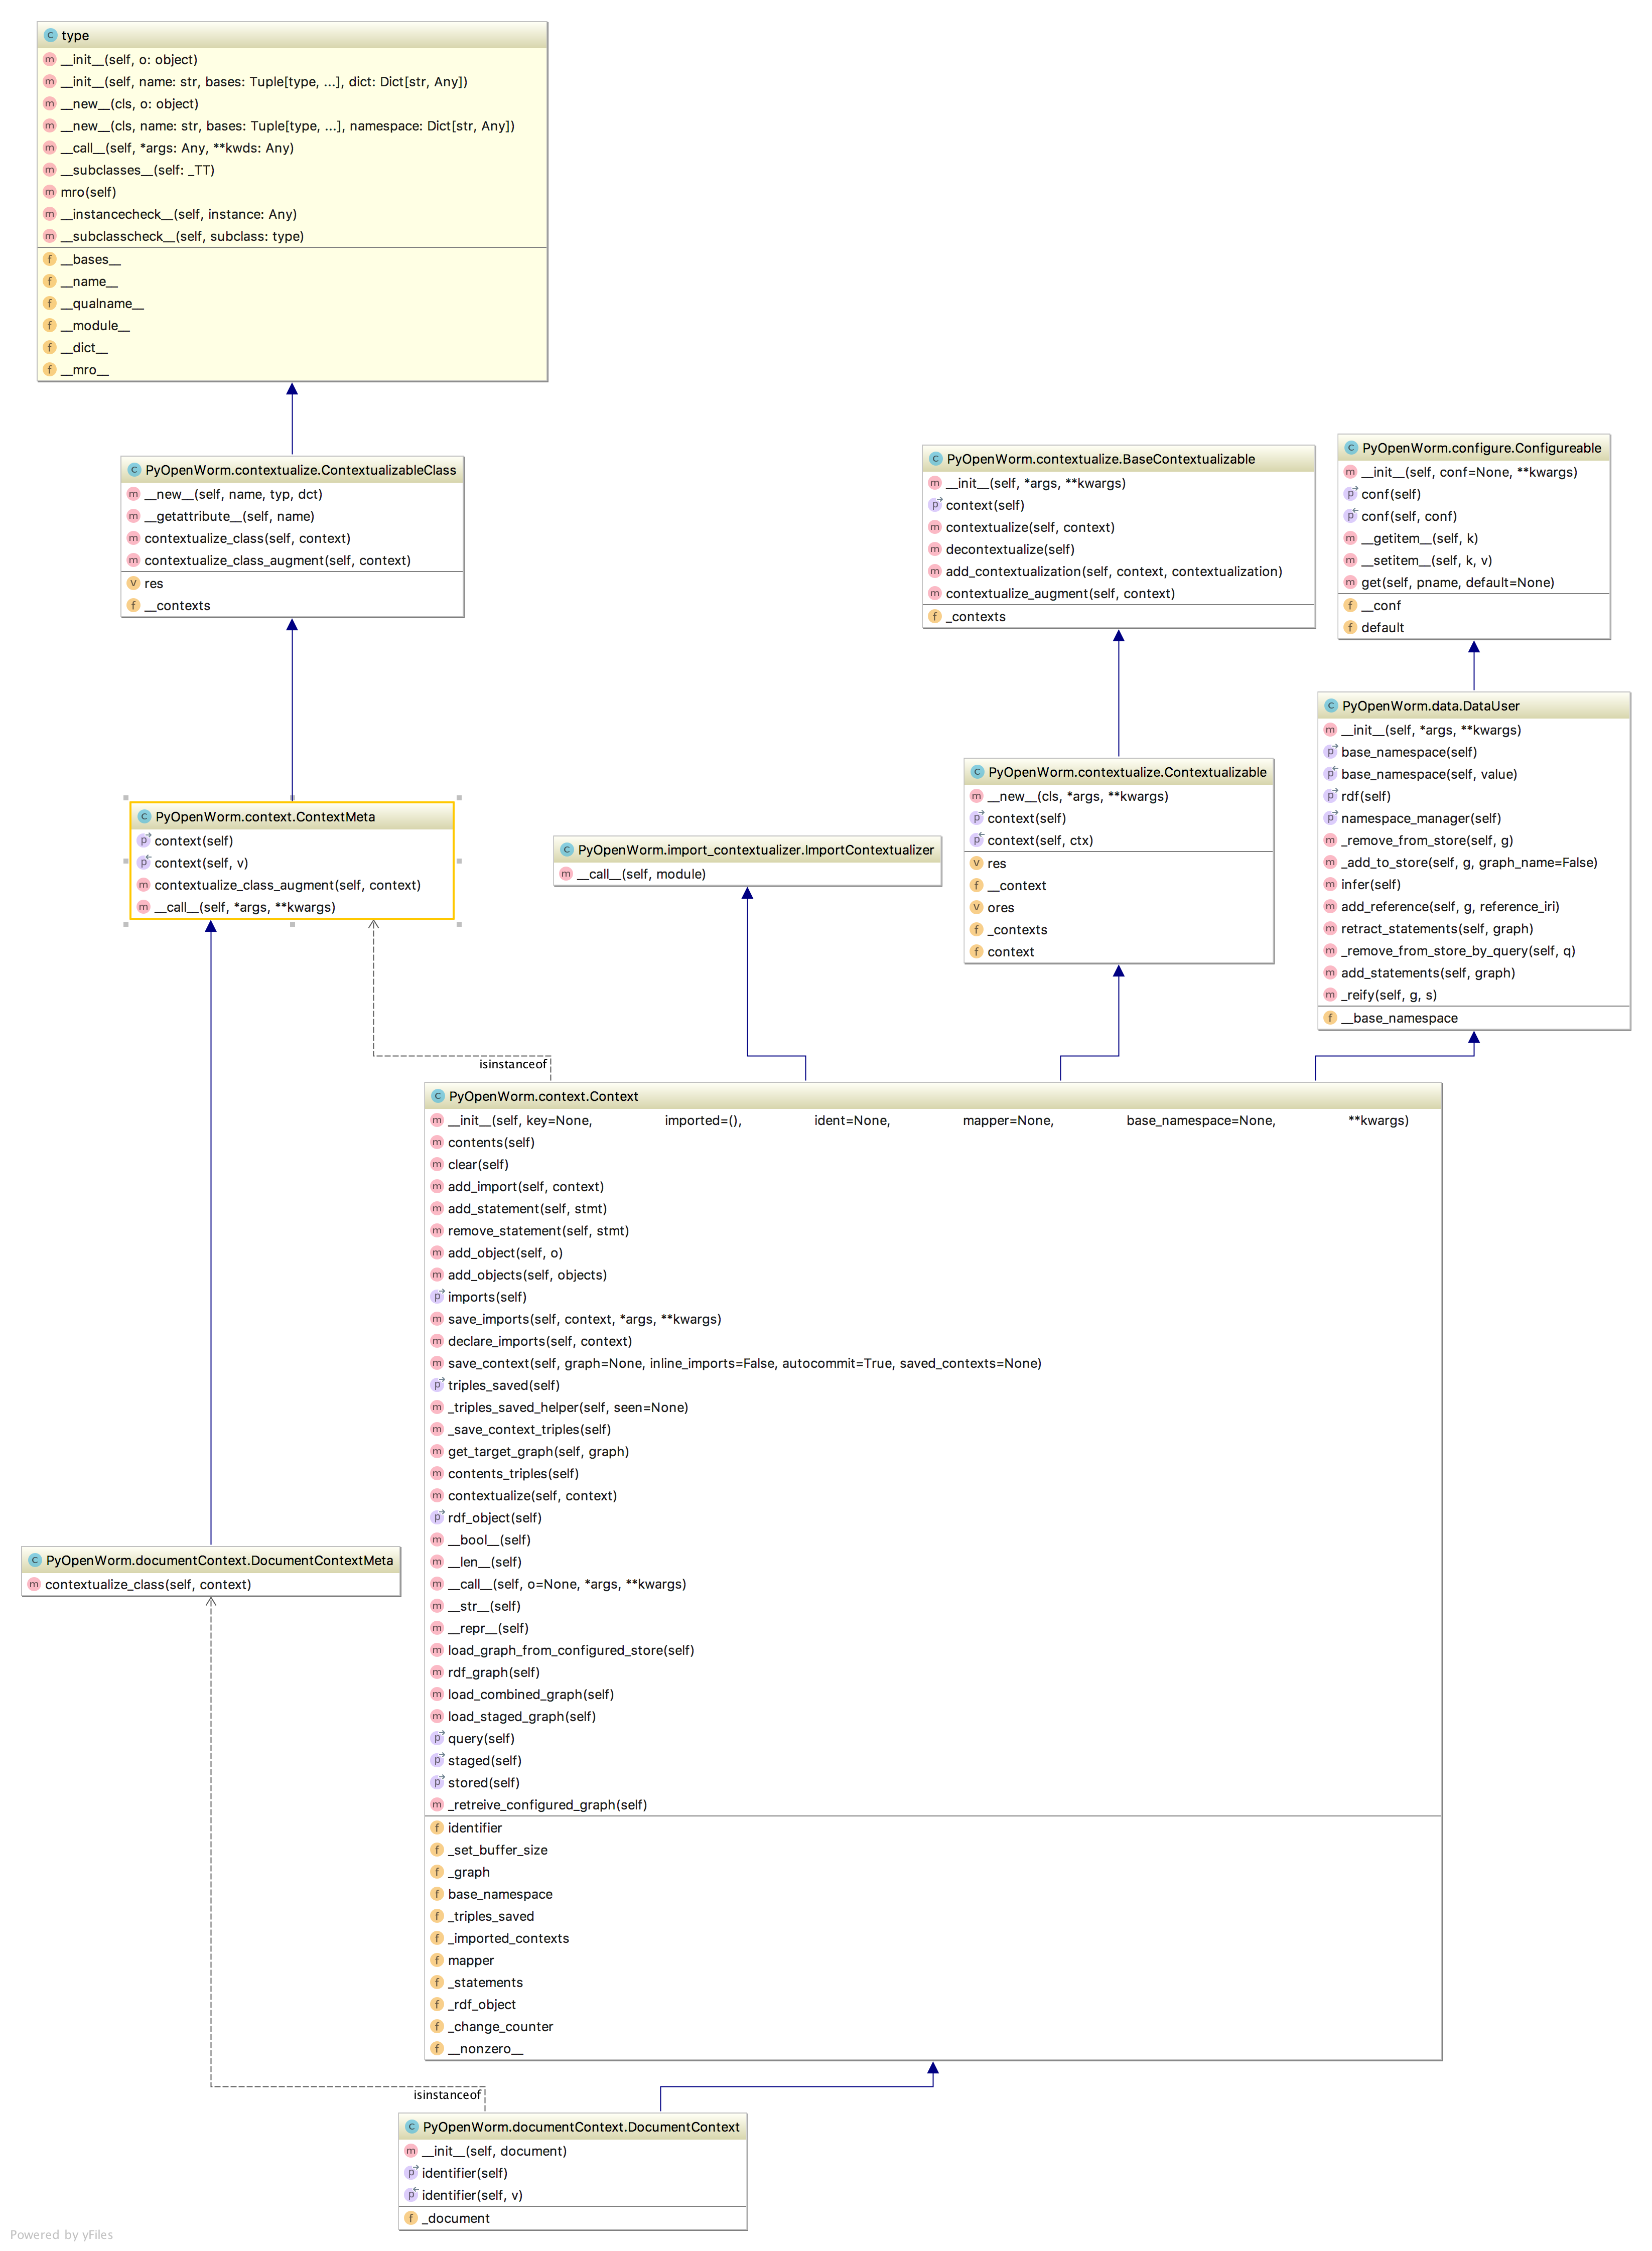 type
__init__(self, o: object)
__init__(self, name: str, bases: Tuple[type, ...], dict: Dict[str, Any])
__new__(cls, o: object)
__new__(cls, name: str, bases: Tuple[type, ...], namespace: Dict[str, Any])
__call__(self, *args: Any, **kwds: Any)
__subclasses__(self: _TT)
mro(self)
__instancecheck__(self, instance: Any)
__subclasscheck__(self, subclass: type)
__bases__
__name__
__qualname__
__module__
__dict__
__mro__
PyOpenWorm.contextualize.ContextualizableClass
__new__(self, name, typ, dct)
__getattribute__(self, name)
contextualize_class(self, context)
contextualize_class_augment(self, context)
res
__contexts
PyOpenWorm.contextualize.BaseContextualizable
__init__(self, *args, **kwargs)
context(self)
contextualize(self, context)
decontextualize(self)
add_contextualization(self, context, contextualization)
contextualize_augment(self, context)
_contexts
PyOpenWorm.configure.Configureable
__init__(self, conf=None, **kwargs)
conf(self)
conf(self, conf)
__getitem__(self, k)
__setitem__(self, k, v)
get(self, pname, default=None)
__conf
default
PyOpenWorm.context.ContextMeta
context(self)
context(self, v)
contextualize_class_augment(self, context)
__call__(self, *args, **kwargs)
PyOpenWorm.import_contextualizer.ImportContextualizer
__call__(self, module)
PyOpenWorm.contextualize.Contextualizable
__new__(cls, *args, **kwargs)
context(self)
context(self, ctx)
res
__context
ores
_contexts
context
PyOpenWorm.data.DataUser
__init__(self, *args, **kwargs)
base_namespace(self)
base_namespace(self, value)
rdf(self)
namespace_manager(self)
_remove_from_store(self, g)
_add_to_store(self, g, graph_name=False)
infer(self)
add_reference(self, g, reference_iri)
retract_statements(self, graph)
_remove_from_store_by_query(self, q)
add_statements(self, graph)
_reify(self, g, s)
__base_namespace
isinstanceof
PyOpenWorm.context.Context
__init__(self, key=None, imported=(), ident=None, mapper=None, base_namespace=None, **kwargs)
contents(self)
clear(self)
add_import(self, context)
add_statement(self, stmt)
remove_statement(self, stmt)
add_object(self, o)
add_objects(self, objects)
imports(self)
save_imports(self, context, *args, **kwargs)
declare_imports(self, context)
save_context(self, graph=None, inline_imports=False, autocommit=True, saved_contexts=None)
triples_saved(self)
_triples_saved_helper(self, seen=None)
_save_context_triples(self)
get_target_graph(self, graph)
contents_triples(self)
contextualize(self, context)
rdf_object(self)
__bool__(self)
__len__(self)
__call__(self, o=None, *args, **kwargs)
__str__(self)
__repr__(self)
load_graph_from_configured_store(self)
rdf_graph(self)
load_combined_graph(self)
load_staged_graph(self)
query(self)
staged(self)
stored(self)
_retreive_configured_graph(self)
identifier
_set_buffer_size
_graph
base_namespace
_triples_saved
_imported_contexts
mapper
_statements
_rdf_object
_change_counter
__nonzero__
PyOpenWorm.documentContext.DocumentContextMeta
contextualize_class(self, context)
isinstanceof
PyOpenWorm.documentContext.DocumentContext
__init__(self, document)
identifier(self)
identifier(self, v)
_document
Powered by yFiles